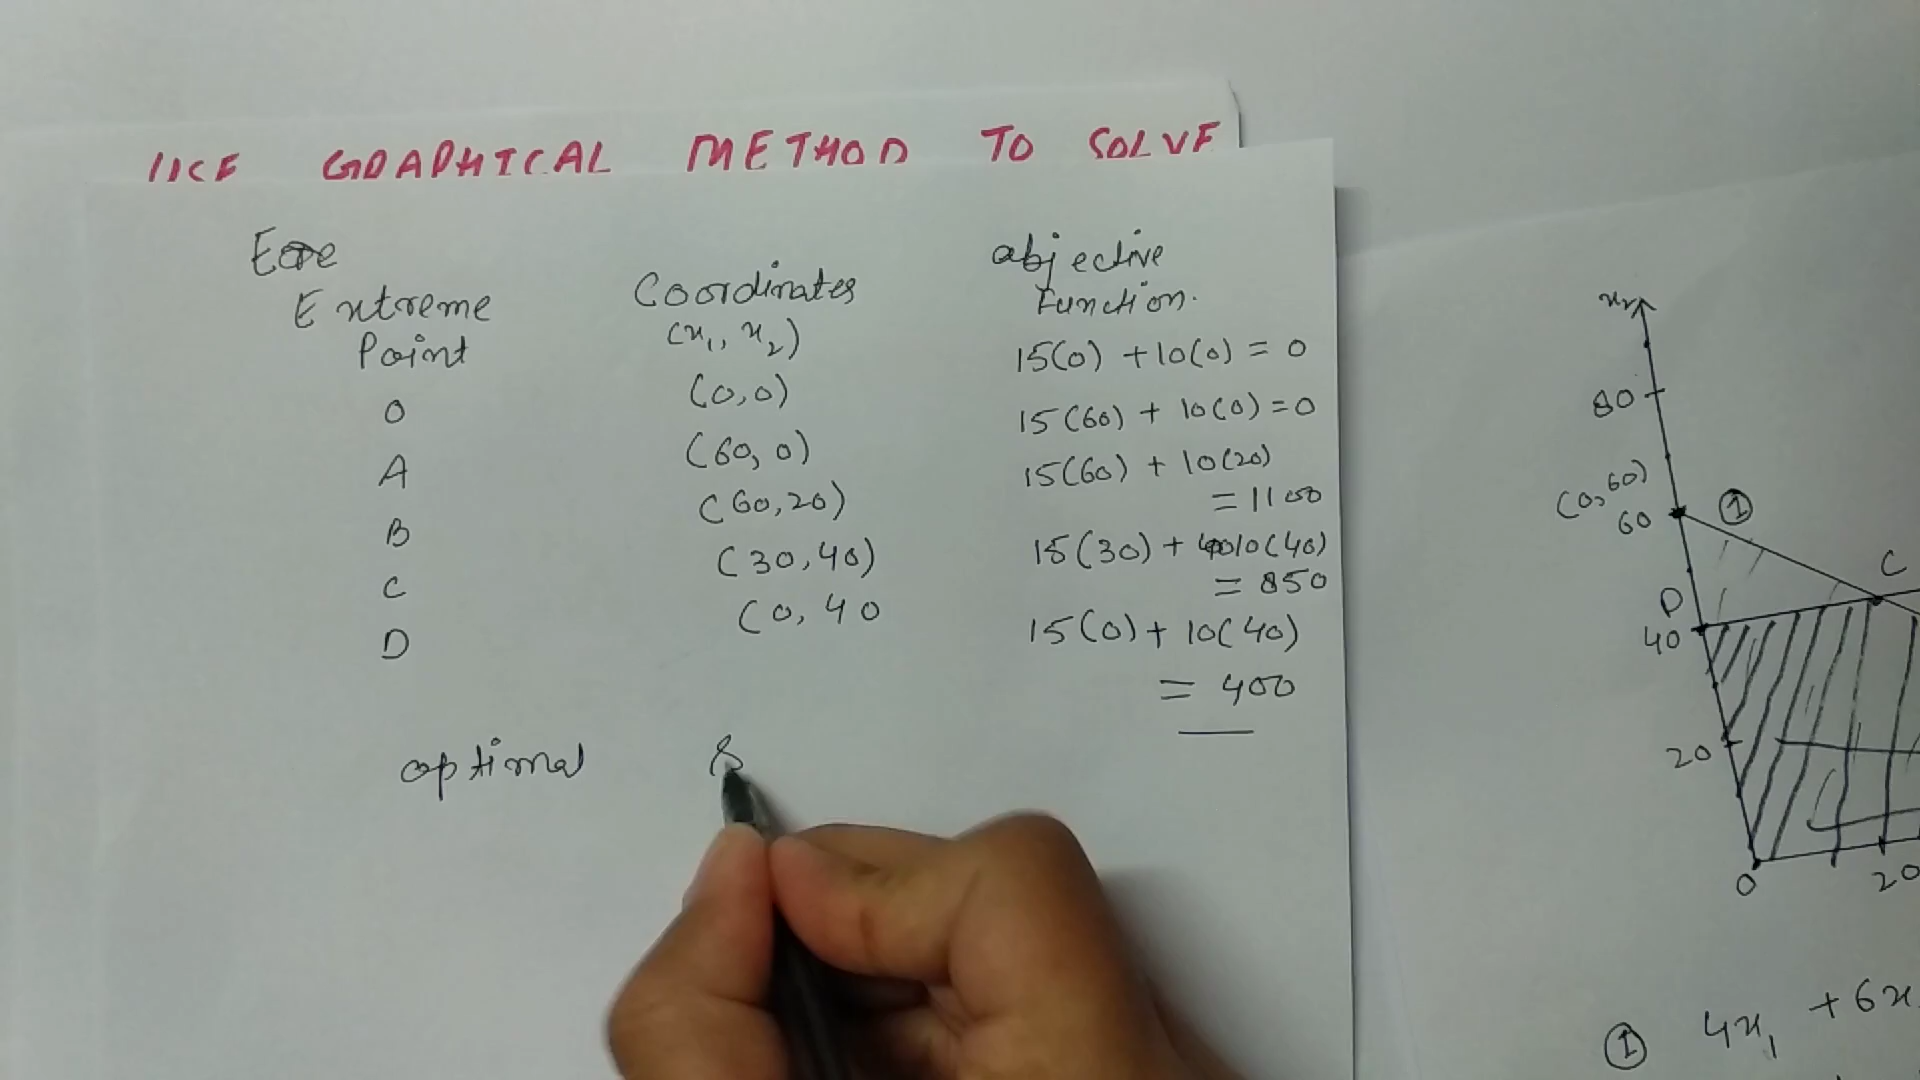 USE GRAPHICAL METHOD TO SOLVE
Extreme Point
Coordinates (x₁, x₂)
objective Function.
O (0,0) 15(0) + 10(0) = 0
A (60, 0) 15(60) + 10(0) = 0
B (60,20) 15(60) + 10(20) = 1100
C (30,40) 15(30) + 10(40) = 850
D (0, 40 15(0) + 10(40) = 400
optimal S
x₂
80
(0,60)
60
①
C
D
40
20
O
20
① 4x₁ + 6x